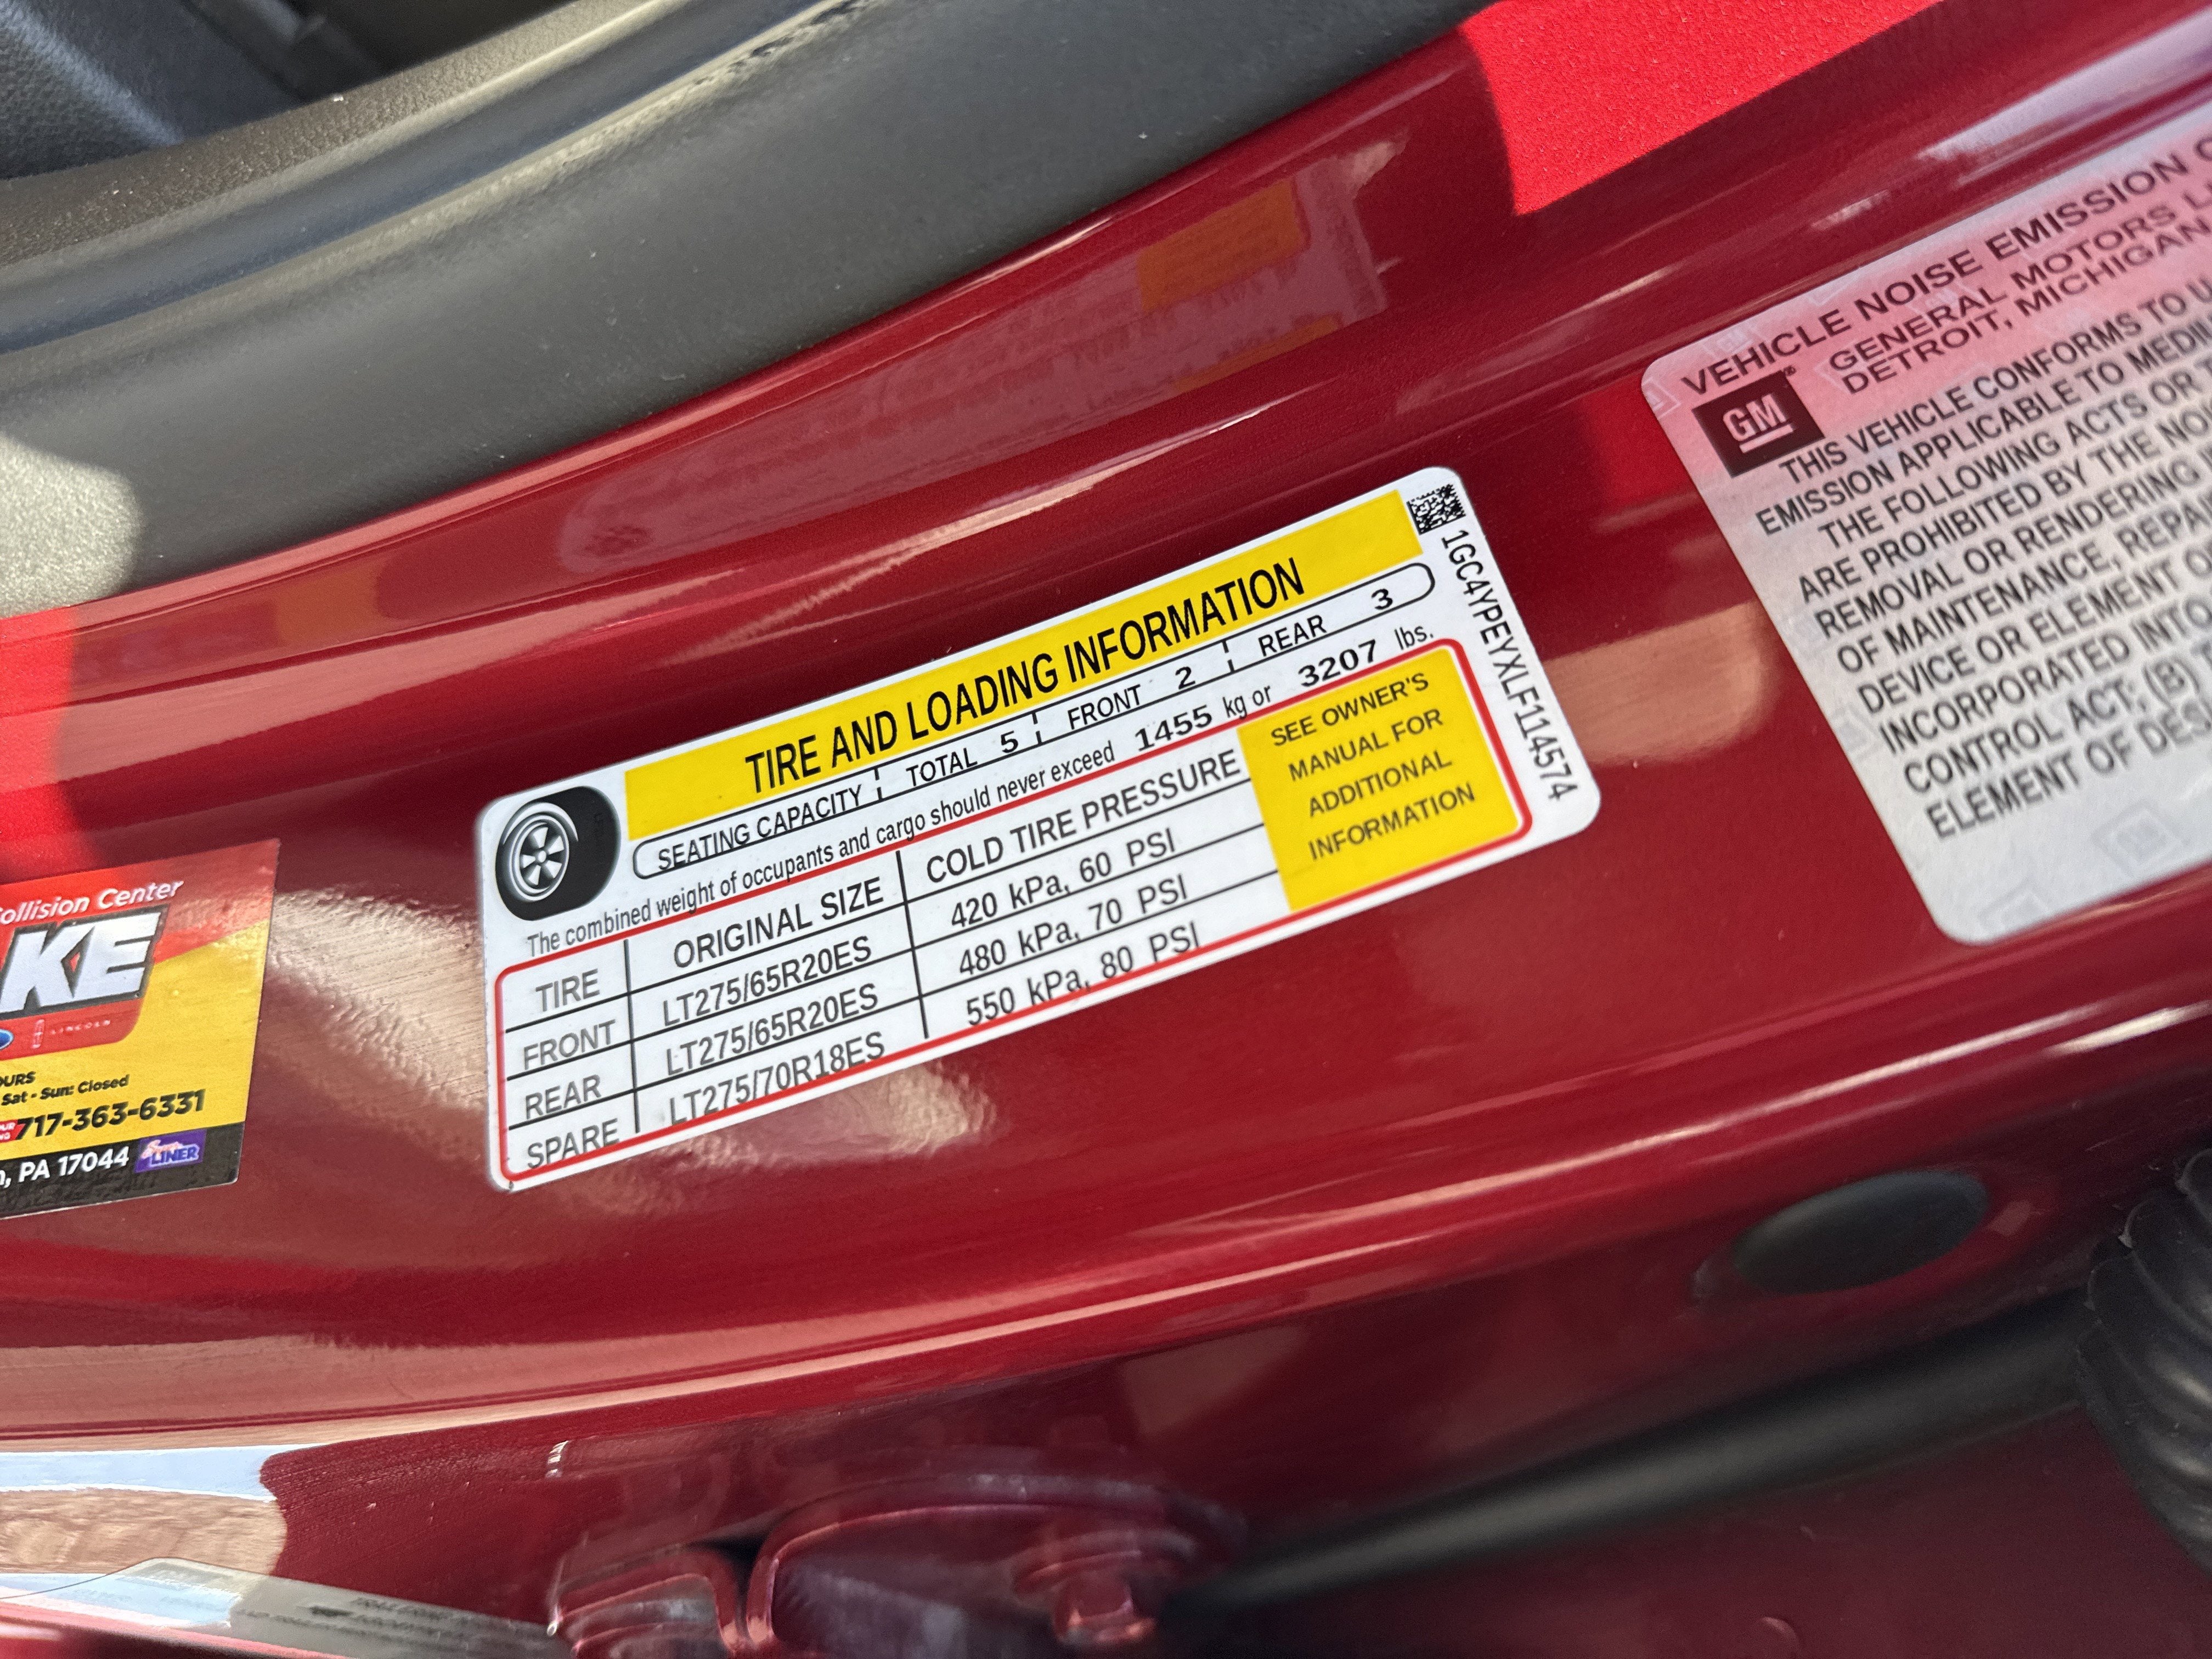 TIRE AND LOADING INFORMATION
SEATING CAPACITY TOTAL 5 FRONT 2 REAR 3
The combined weight of occupants and cargo should never exceed 1455 kg or 3207 lbs.
TIRE ORIGINAL SIZE COLD TIRE PRESSURE
FRONT LT275/65R20ES 420 kPa, 60 PSI
REAR LT275/65R20ES 480 kPa, 70 PSI
SPARE LT275/70R18ES 550 kPa, 80 PSI
SEE OWNER'S
MANUAL FOR
ADDITIONAL
INFORMATION
1GC4YPEYXLF114574
VEHICLE NOISE EMISSION
GENERAL MOTORS
DETROIT, MICHIGAN
GM
THIS VEHICLE CONFORMS TO
EMISSION APPLICABLE TO
THE FOLLOWING ACTS OR
ARE PROHIBITED BY THE
REMOVAL OR RENDERING
OF MAINTENANCE,
DEVICE OR ELEMENT
INCORPORATED INTO
CONTROL ACT; (B)
ELEMENT OF
Center
KE
LINCOLN
Sat - Sun: Closed
717-363-6331
PA 17044
LINER